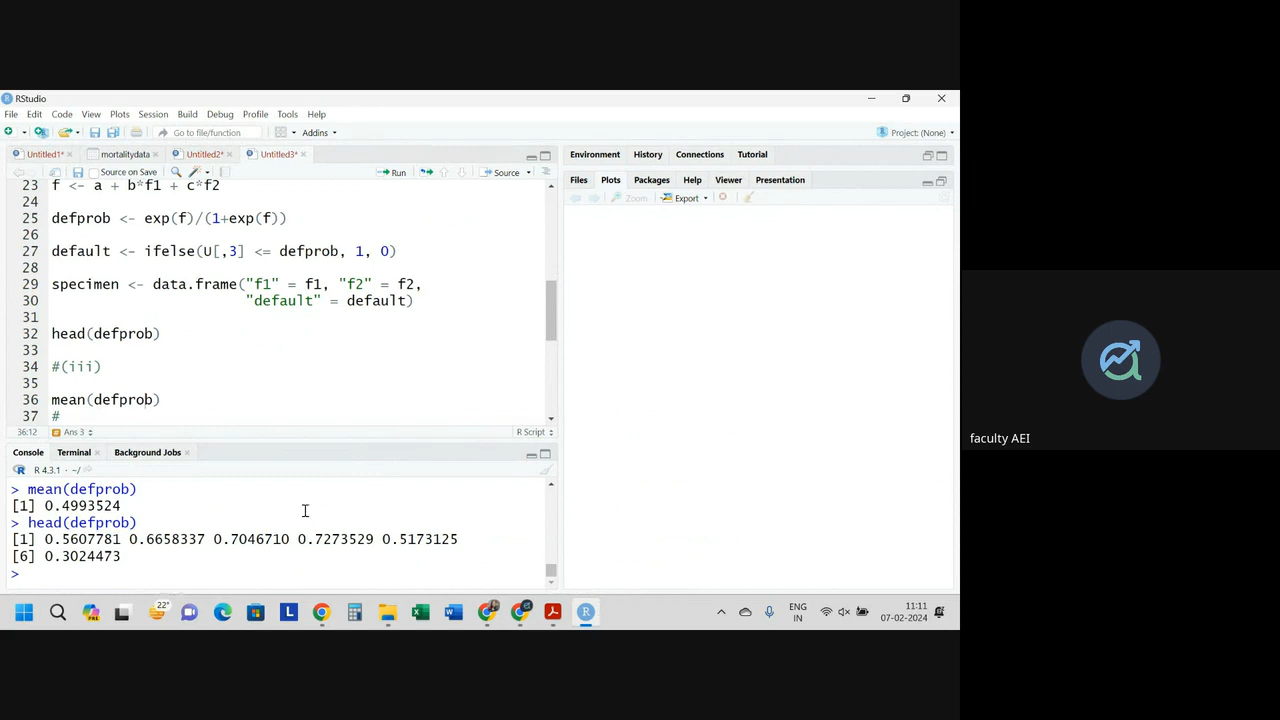 RStudio
File Edit Code View Plots Session Build Debug Profile Tools Help
Go to file/function Addins Project: (None)
Untitled1* mortalitydata Untitled2* Untitled3*
Source on Save Run Source
23 f <- a + b*f1 + c*f2
24
25 defprob <- exp(f)/(1+exp(f))
26
27 default <- ifelse(U[,3] <= defprob, 1, 0)
28
29 specimen <- data.frame("f1" = f1, "f2" = f2,
30 "default" = default)
31
32 head(defprob)
33
34 #(iii)
35
36 mean(defprob)
37 #
36:12 Ans 3 R Script
Console Terminal Background Jobs
R 4.3.1 · ~/
> mean(defprob)
[1] 0.4993524
> head(defprob)
[1] 0.5607781 0.6658337 0.7046710 0.7273529 0.5173125
[6] 0.3024473
>
Environment History Connections Tutorial
Files Plots Packages Help Viewer Presentation
Zoom Export
faculty AEI
22°
ENG
IN
11:11
07-02-2024